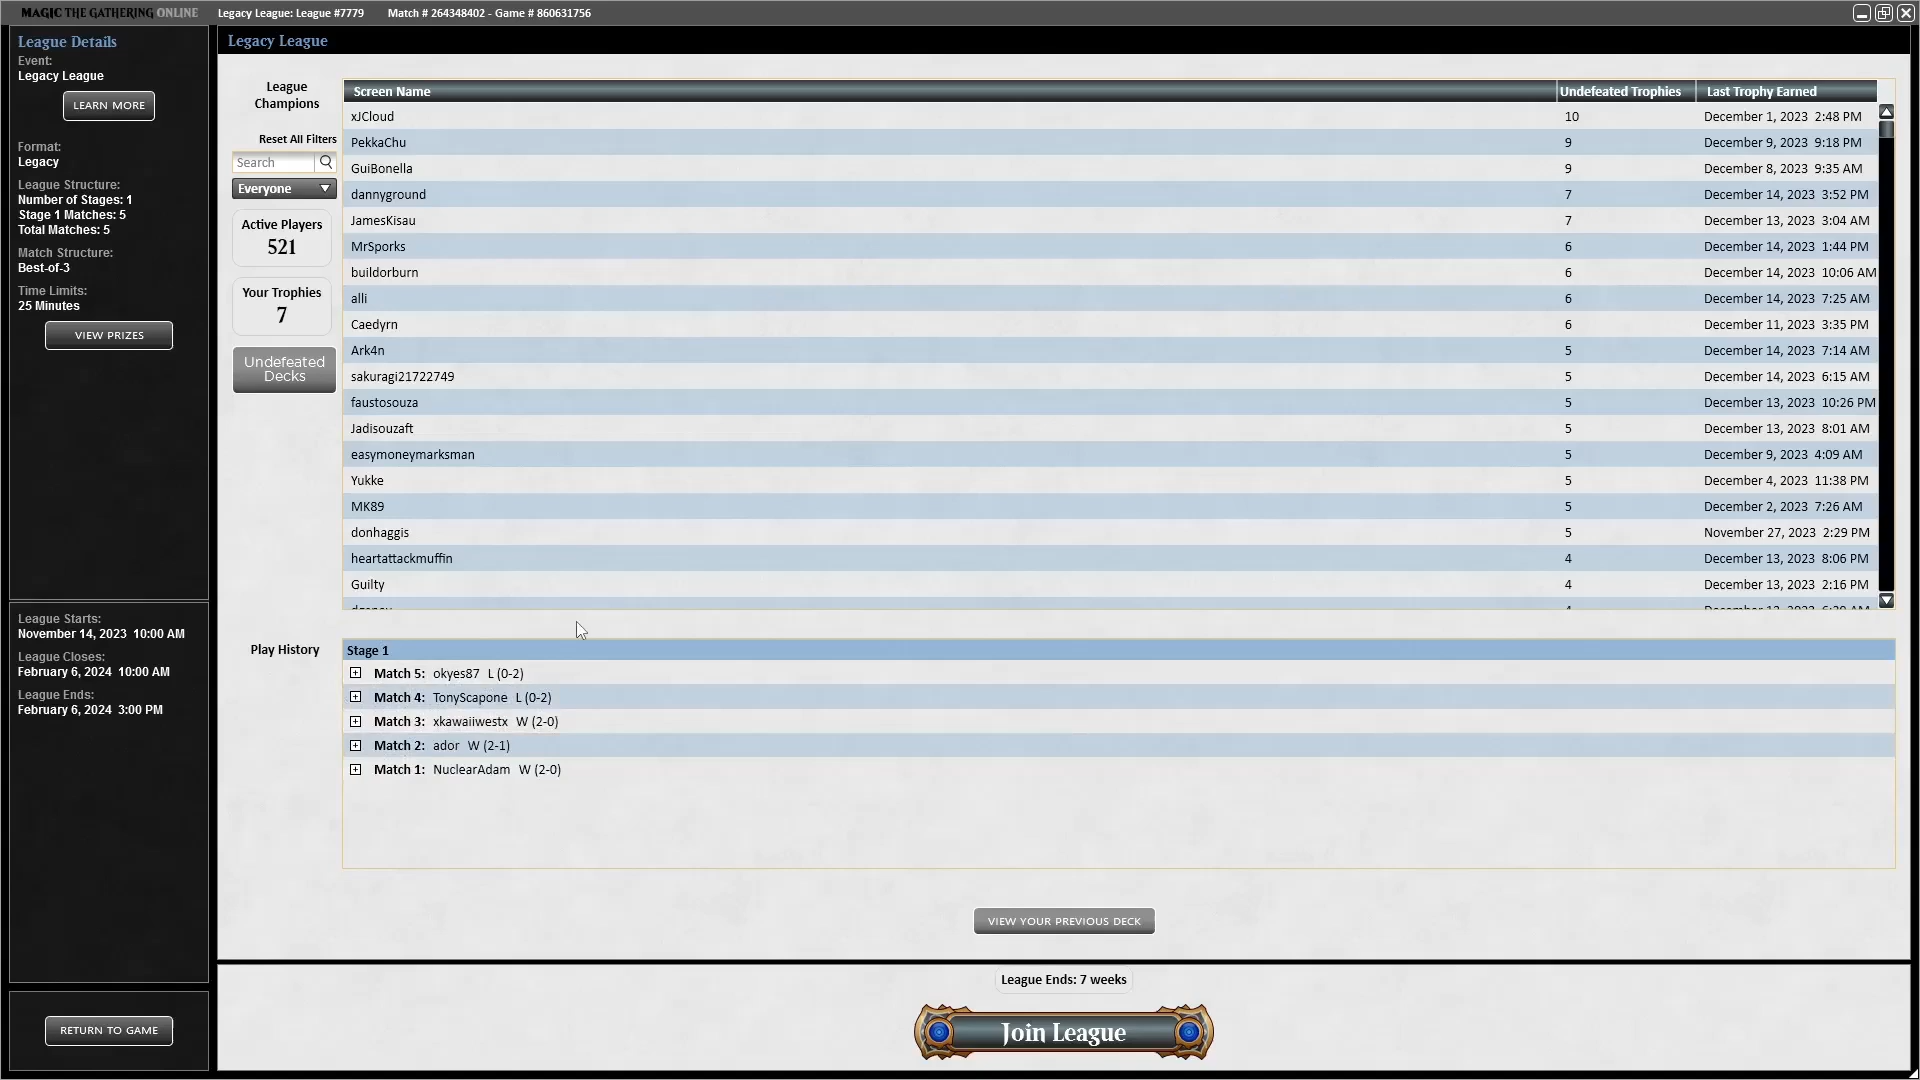 MAGIC THE GATHERING ONLINE Legacy League: League #7779 Match # 264348402 - Game # 860631756
League Details
Event:
Legacy League
LEARN MORE
Format:
Legacy
League Structure:
Number of Stages: 1
Stage 1 Matches: 5
Total Matches: 5
Match Structure:
Best-of-3
Time Limits:
25 Minutes
VIEW PRIZES
League Starts:
November 14, 2023 10:00 AM
League Closes:
February 6, 2024 10:00 AM
League Ends:
February 6, 2024 3:00 PM
RETURN TO GAME
Legacy League
League
Champions
Reset All Filters
Search
Everyone
Active Players
521
Your Trophies
7
Undefeated
Decks
Screen Name Undefeated Trophies Last Trophy Earned
xJCloud 10 December 1, 2023 2:48 PM
PekkaChu 9 December 9, 2023 9:18 PM
GuiBonella 9 December 8, 2023 9:35 AM
dannyground 7 December 14, 2023 3:52 PM
JamesKisau 7 December 13, 2023 3:04 AM
MrSporks 6 December 14, 2023 1:44 PM
buildorburn 6 December 14, 2023 10:06 AM
alli 6 December 14, 2023 7:25 AM
Caedyrn 6 December 11, 2023 3:35 PM
Ark4n 5 December 14, 2023 7:14 AM
sakuragi21722749 5 December 14, 2023 6:15 AM
faustosouza 5 December 13, 2023 10:26 PM
Jadisouzaft 5 December 13, 2023 8:01 AM
easymoneymarksman 5 December 9, 2023 4:09 AM
Yukke 5 December 4, 2023 11:38 PM
MK89 5 December 2, 2023 7:26 AM
donhaggis 5 November 27, 2023 2:29 PM
heartattackmuffin 4 December 13, 2023 8:06 PM
Guilty 4 December 13, 2023 2:16 PM
Play History
Stage 1
Match 5: okyes87 L (0-2)
Match 4: TonyScapone L (0-2)
Match 3: xkawaiiwestx W (2-0)
Match 2: ador W (2-1)
Match 1: NuclearAdam W (2-0)
VIEW YOUR PREVIOUS DECK
League Ends: 7 weeks
Join League